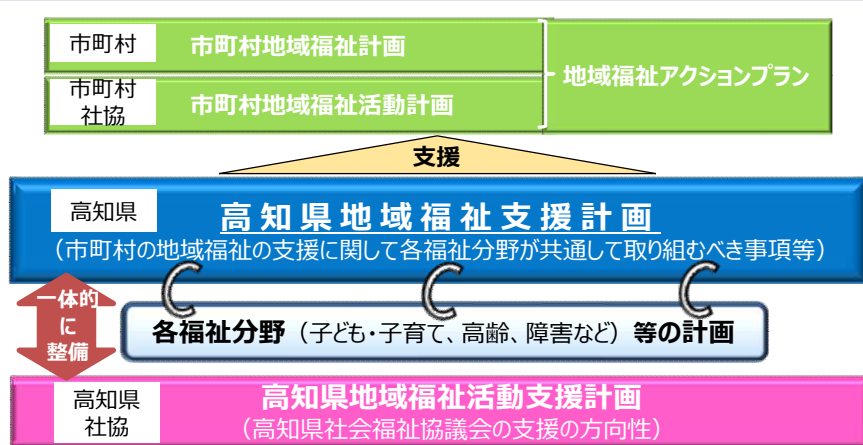 市町村
市町村地域福祉計画
市町村
社協
市町村地域福祉活動計画
地域福祉アクションプラン
支援
高知県
高知県地域福祉支援計画
（市町村の地域福祉の支援に関して各福祉分野が共通して取り組むべき事項等）
一体的
に
整備
各福祉分野（子ども・子育て、高齢、障害など）等の計画
高知県
社協
高知県地域福祉活動支援計画
（高知県社会福祉協議会の支援の方向性）